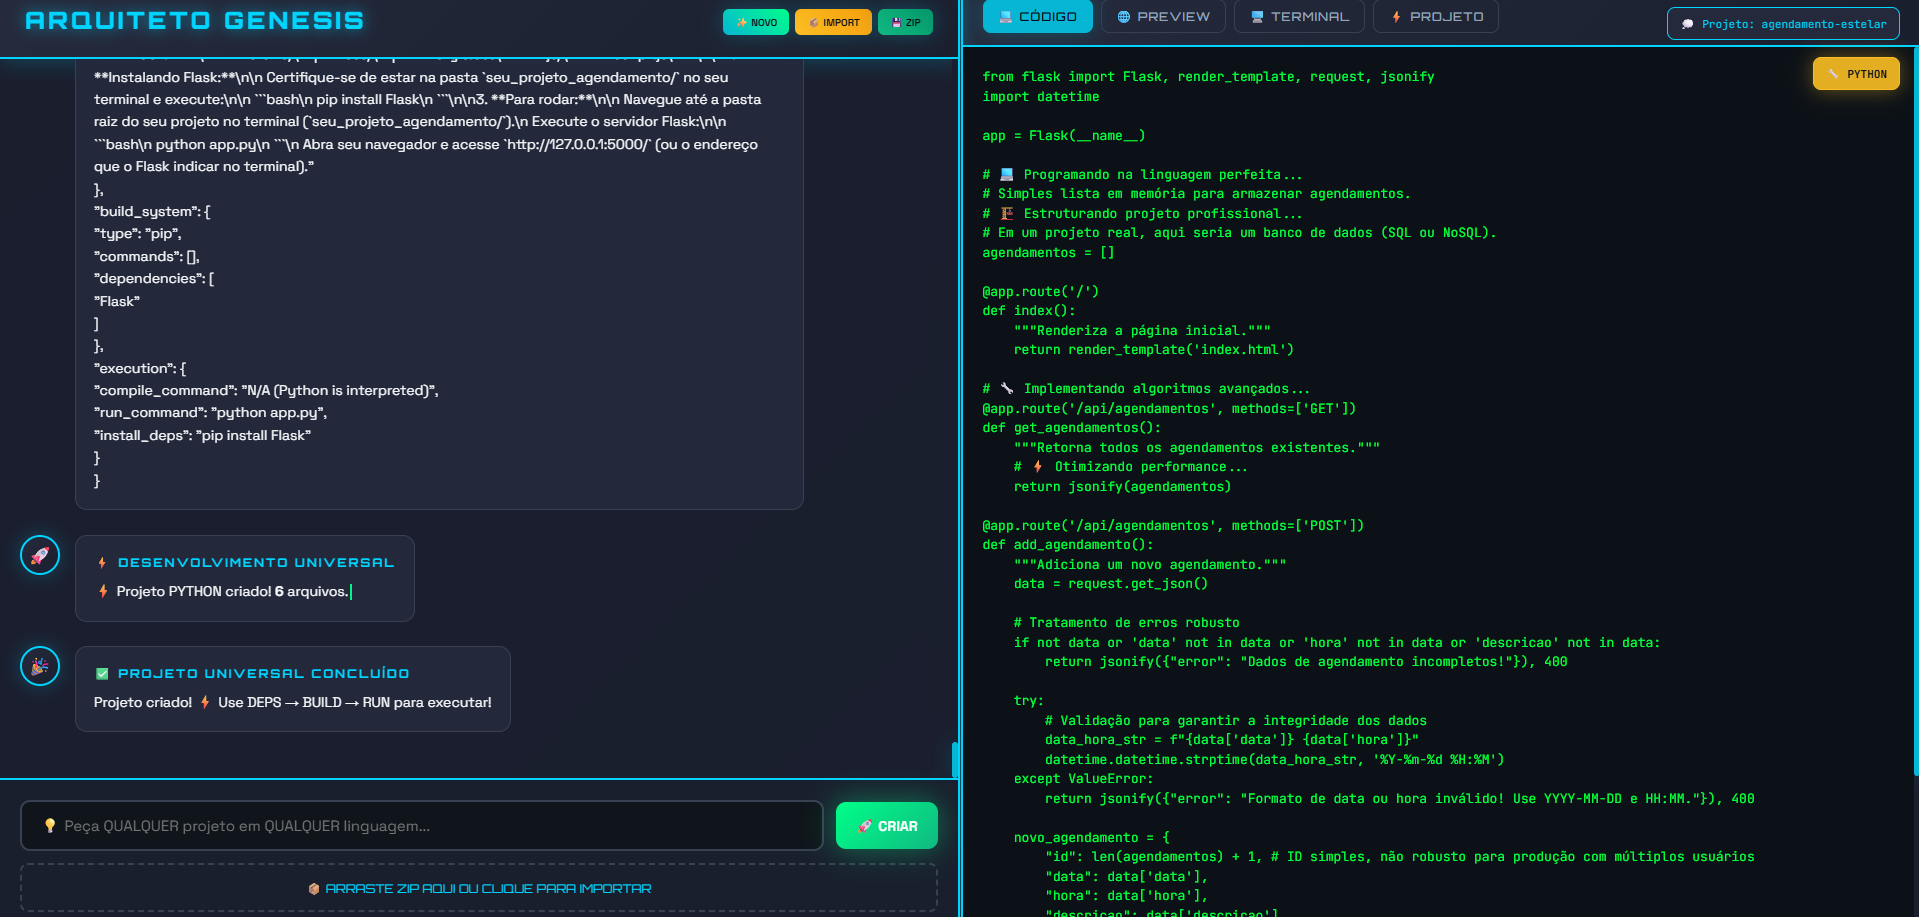 ARQUITETO GENESIS
✨ NOVO
📦 IMPORT
💾 ZIP
**Instalando Flask:**\n\n Certifique-se de estar na pasta `seu_projeto_agendamento/` no seu
terminal e execute:\n\n ```bash\n pip install Flask\n ```\n\n3. **Para rodar:**\n\n Navegue até a pasta
raiz do seu projeto no terminal (`seu_projeto_agendamento/`).\n Execute o servidor Flask:\n\n
```bash\n python app.py\n ```\n Abra seu navegador e acesse `http://127.0.0.1:5000/` (ou o endereço
que o Flask indicar no terminal)."
},
"build_system": {
"type": "pip",
"commands": [],
"dependencies": [
"Flask"
]
},
"execution": {
"compile_command": "N/A (Python is interpreted)",
"run_command": "python app.py",
"install_deps": "pip install Flask"
}
}
⚡ DESENVOLVIMENTO UNIVERSAL
⚡ Projeto PYTHON criado! 6 arquivos.
✅ PROJETO UNIVERSAL CONCLUÍDO
Projeto criado! ⚡ Use DEPS → BUILD → RUN para executar!
💡 Peça QUALQUER projeto em QUALQUER linguagem...
🚀 CRIAR
📦 ARRASTE ZIP AQUI OU CLIQUE PARA IMPORTAR
💻 CÓDIGO
🌐 PREVIEW
🖥️ TERMINAL
⚡ PROJETO
💭 Projeto: agendamento-estelar
🔧 PYTHON
from flask import Flask, render_template, request, jsonify
import datetime
app = Flask(__name__)
# 💻 Programando na linguagem perfeita...
# Simples lista em memória para armazenar agendamentos.
# 🏗️ Estruturando projeto profissional...
# Em um projeto real, aqui seria um banco de dados (SQL ou NoSQL).
agendamentos = []
@app.route('/')
def index():
    """Renderiza a página inicial."""
    return render_template('index.html')
# 🔧 Implementando algoritmos avançados...
@app.route('/api/agendamentos', methods=['GET'])
def get_agendamentos():
    """Retorna todos os agendamentos existentes."""
    # ⚡ Otimizando performance...
    return jsonify(agendamentos)
@app.route('/api/agendamentos', methods=['POST'])
def add_agendamento():
    """Adiciona um novo agendamento."""
    data = request.get_json()
    # Tratamento de erros robusto
    if not data or 'data' not in data or 'hora' not in data or 'descricao' not in data:
        return jsonify({"error": "Dados de agendamento incompletos!"}), 400
    try:
        # Validação para garantir a integridade dos dados
        data_hora_str = f"{data['data']} {data['hora']}"
        datetime.datetime.strptime(data_hora_str, '%Y-%m-%d %H:%M')
    except ValueError:
        return jsonify({"error": "Formato de data ou hora inválido! Use YYYY-MM-DD e HH:MM."}), 400
    novo_agendamento = {
        "id": len(agendamentos) + 1, # ID simples, não robusto para produção com múltiplos usuários
        "data": data['data'],
        "hora": data['hora'],
        "descricao": data['descricao']